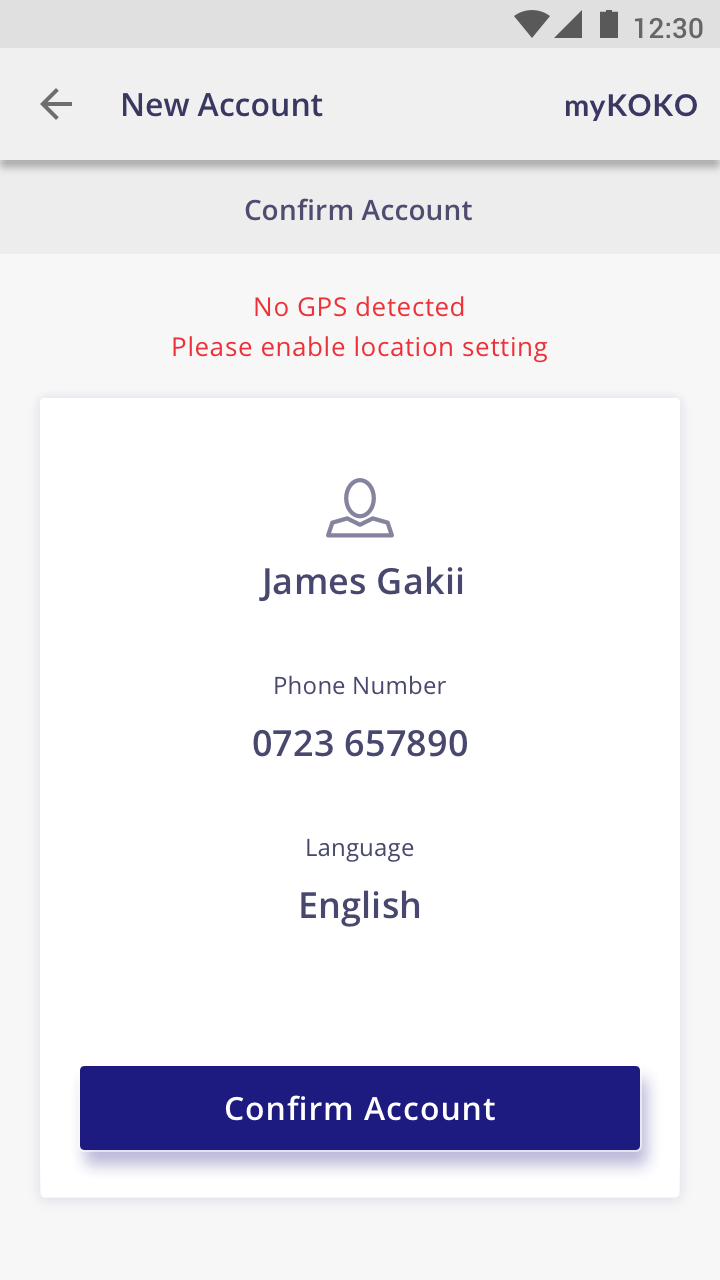 12:30
New Account
myKOKO
Confirm Account
No GPS detected
Please enable location setting
James Gakii
Phone Number
0723 657890
Language
English
Confirm Account